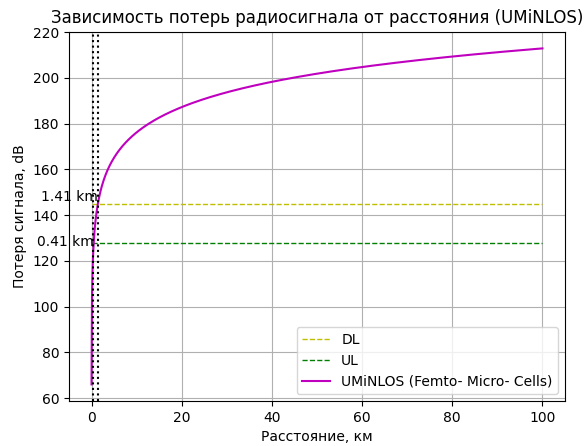 Зависимость потерь радиосигнала от расстояния (UMiNLOS)
Потеря сигнала, dB
220
200
180
160
1.41 km
140
0.41 km
120
100
80
60
DL
UL
UMiNLOS (Femto- Micro- Cells)
0 20 40 60 80 100
Расстояние, км